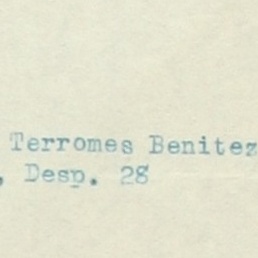 Terromes Benitez
, Desp. 28